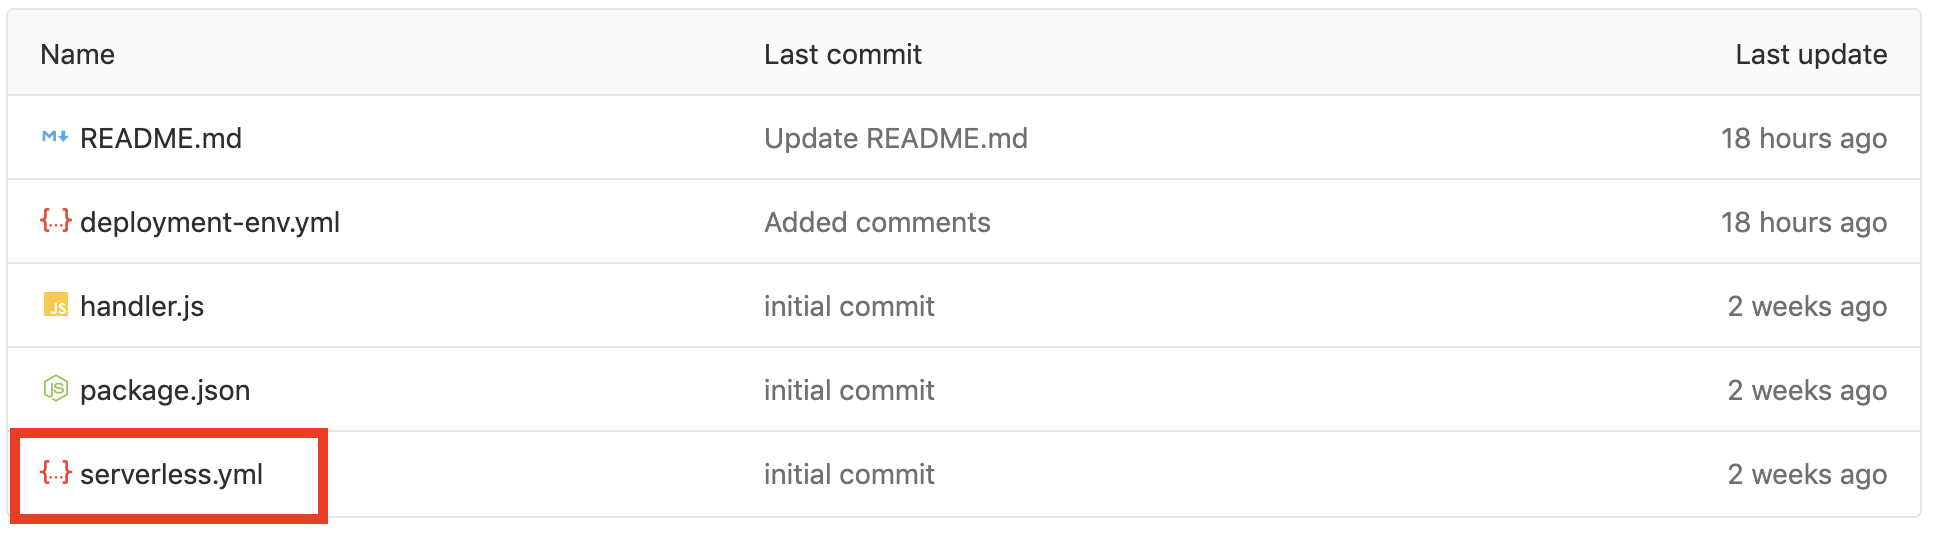 Name Last commit Last update
README.md Update README.md 18 hours ago
{...} deployment-env.yml Added comments 18 hours ago
JS handler.js initial commit 2 weeks ago
JS package.json initial commit 2 weeks ago
{...} serverless.yml initial commit 2 weeks ago